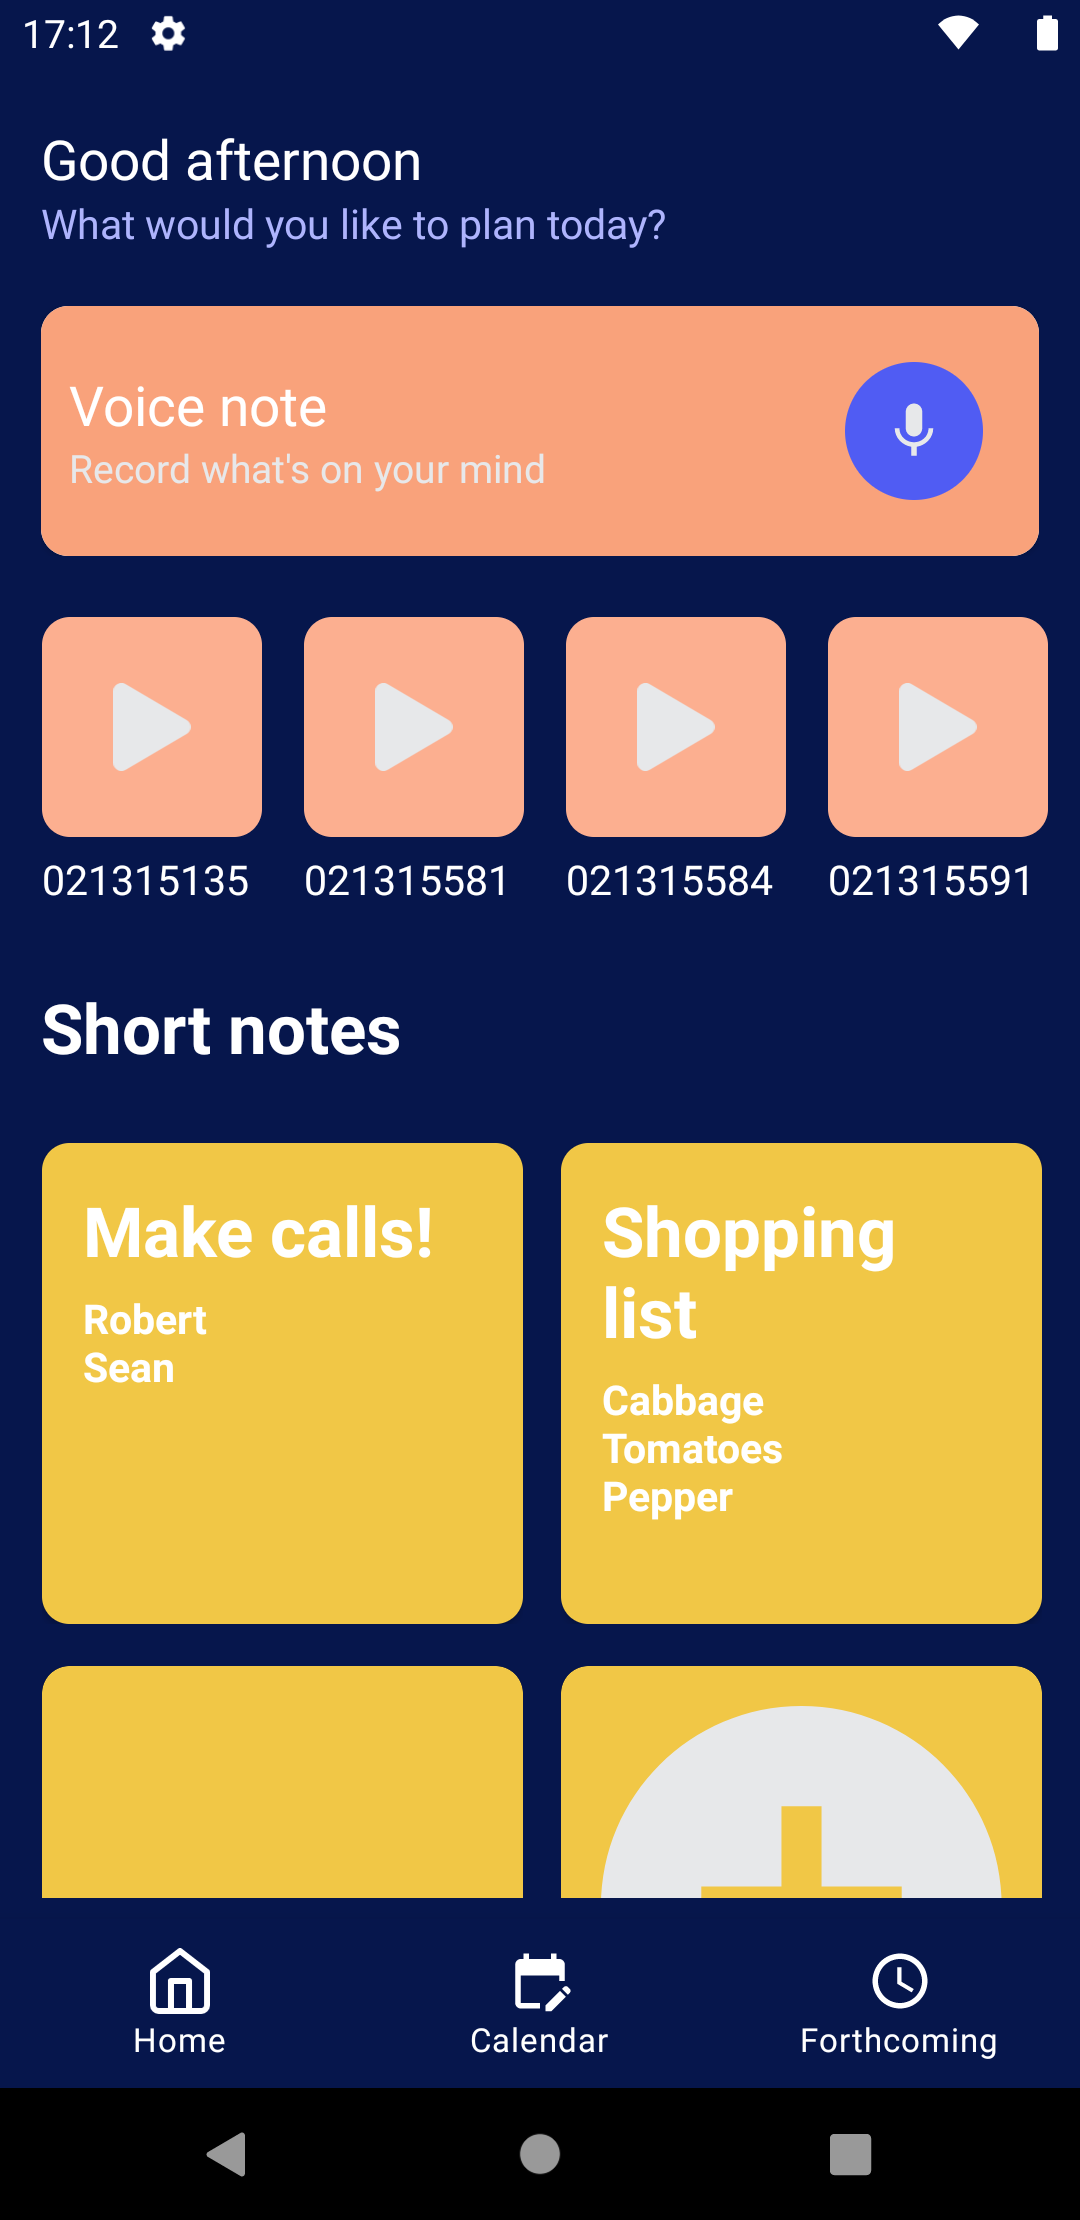 17:12
Good afternoon
What would you like to plan today?
Voice note
Record what's on your mind
021315135 021315581 021315584 021315591
Short notes
Make calls!
Robert
Sean
Shopping
list
Cabbage
Tomatoes
Pepper
Home Calendar Forthcoming